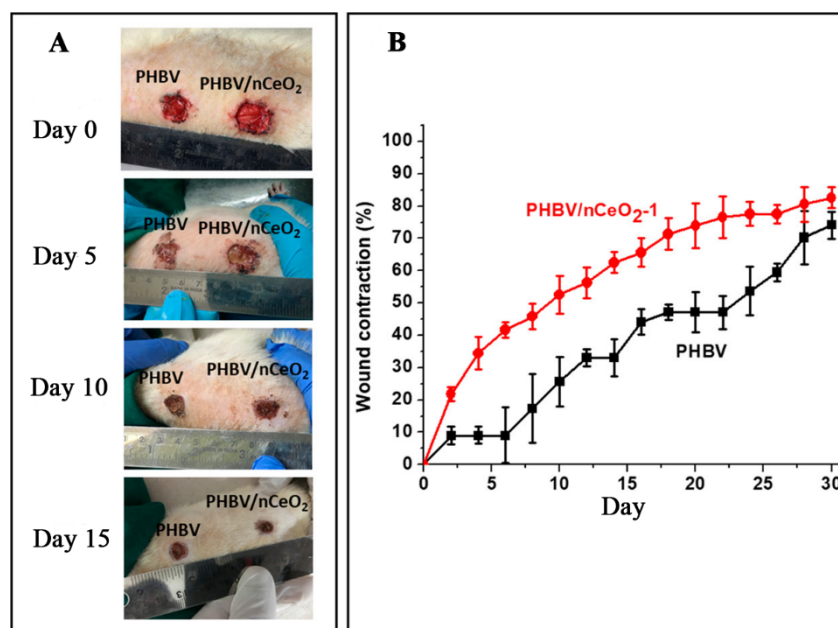 A
PHBV
PHBV/nCeO₂
Day 0
PHBV
PHBV/nCeO₂
Day 5
PHBV
PHBV/nCeO₂
Day 10
PHBV/nCeO₂
PHBV
Day 15
B
Wound contraction (%)
100
90
80
70
60
50
40
30
20
10
0
PHBV/nCeO₂-1
PHBV
0 5 10 15 20 25 30
Day